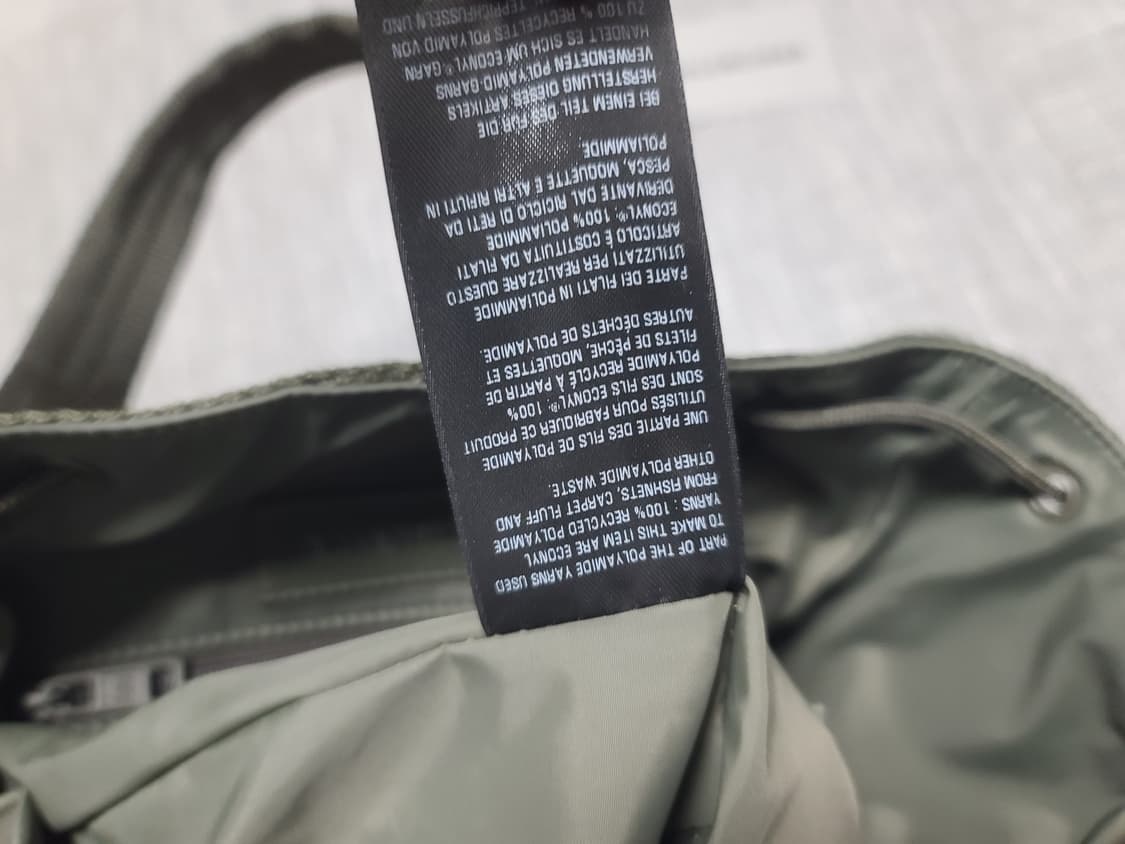 PART OF THE POLYAMIDE YARNS USED
TO MAKE THIS ITEM ARE ECONYL
YARNS : 100% RECYCLED POLYAMIDE
FROM FISHNETS, CARPET FLUFF AND
OTHER POLYAMIDE WASTE.
UNE PARTIE DES FILS DE POLYAMIDE
UTILISÉS POUR FABRIQUER CE PRODUIT
SONT DES FILS ECONYL®, 100%
POLYAMIDE RECYCLÉ À PARTIR DE
FILETS DE PÊCHE, MOQUETTES ET
AUTRES DÉCHETS DE POLYAMIDE.
PARTE DEI FILATI IN POLIAMMIDE
UTILIZZATI PER REALIZZARE QUESTO
ARTICOLO È COSTITUITA DA FILATI
ECONYL®: 100% POLIAMMIDE
DERIVANTE DAL RICICLO DI RETI DA
PESCA, MOQUETTE E ALTRI RIFIUTI IN
POLIAMMIDE.
BEI EINEM TEIL DES FÜR DIE
HERSTELLUNG DIESES ARTIKELS
VERWENDETEN POLYAMID-GARNS
HANDELT ES SICH UM ECONYL®-GARN
ZU 100 % RECYCELTES POLYAMID VON
TEPPICHFUSSELN UND